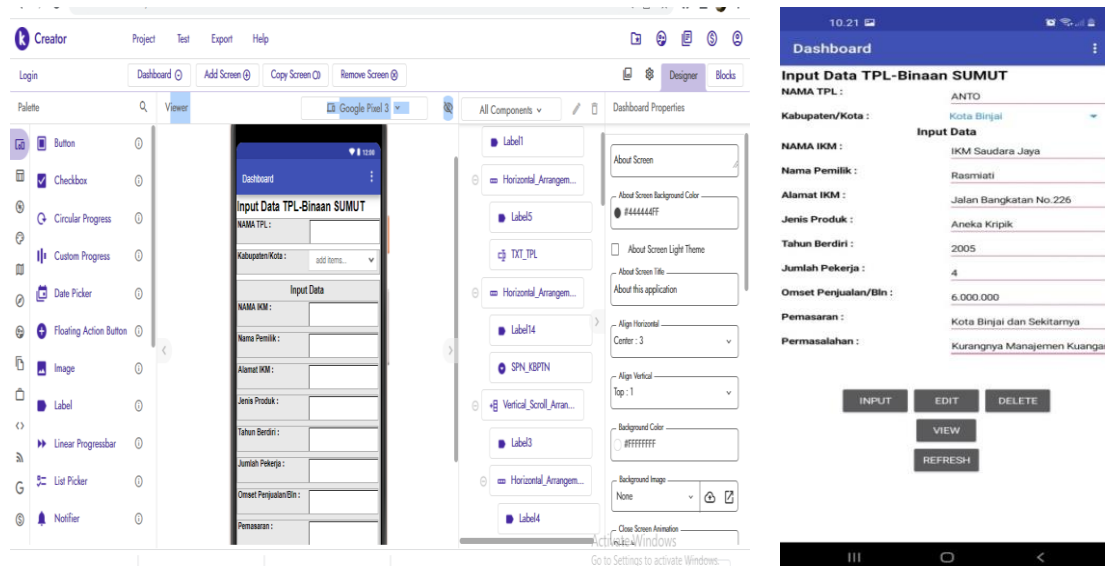 Creator
Project Test Export Help
Login
Dashboard Add Screen Copy Screen Remove Screen
Designer Blocks
Palette
Button
Checkbox
Circular Progress
Custom Progress
Date Picker
Floating Action Button
Image
Label
Linear Progressbar
List Picker
Notifier
Viewer
Google Pixel 3
12:00
Dashboard
Input Data TPL-Binaan SUMUT
NAMA TPL :
Kabupaten/Kota : add items...
Input Data
NAMA IKM :
Nama Pemilik :
Alamat IKM :
Jenis Produk :
Tahun Berdiri :
Jumlah Pekerja :
Omset Penjualan/Bln :
Pemasaran :
All Components
Label1
Horizontal_Arrangem...
Label5
TXT_TPL
Horizontal_Arrangem...
Label14
SPN_KBPTN
Vertical_Scroll_Arran...
Label3
Horizontal_Arrangem...
Label4
Dashboard Properties
About Screen
About Screen Background Color
#444444FF
About Screen Light Theme
About Screen Title
About this application
Align Horizontal
Center : 3
Align Vertical
Top : 1
Background Color
#FFFFFFFF
Background Image
None
Close Screen Animation
Activate Windows
Go to Settings to activate Windows.
10.21
Dashboard
Input Data TPL-Binaan SUMUT
NAMA TPL : ANTO
Kabupaten/Kota : Kota Binjai
Input Data
NAMA IKM : IKM Saudara Jaya
Nama Pemilik : Rasmiati
Alamat IKM : Jalan Bangkatan No.226
Jenis Produk : Aneka Kripik
Tahun Berdiri : 2005
Jumlah Pekerja : 4
Omset Penjualan/Bln : 6.000.000
Pemasaran : Kota Binjai dan Sekitarnya
Permasalahan : Kurangnya Manajemen Kuangan
INPUT EDIT DELETE
VIEW
REFRESH